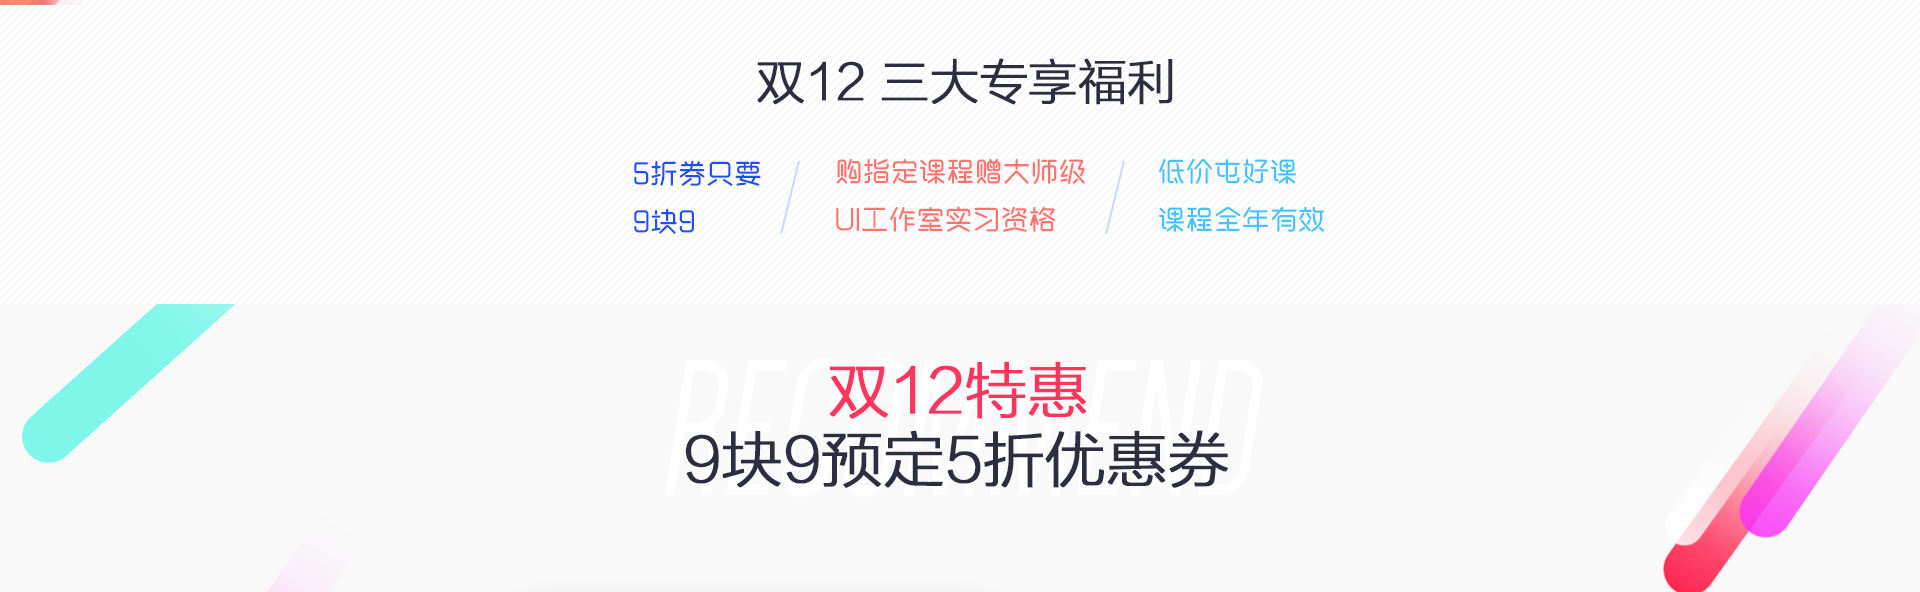 双12 三大专享福利
5折券只要
9块9
购指定课程赠大师级
UI工作室实习资格
低价屯好课
课程全年有效
RECOMMEND
双12特惠
9块9预定5折优惠券